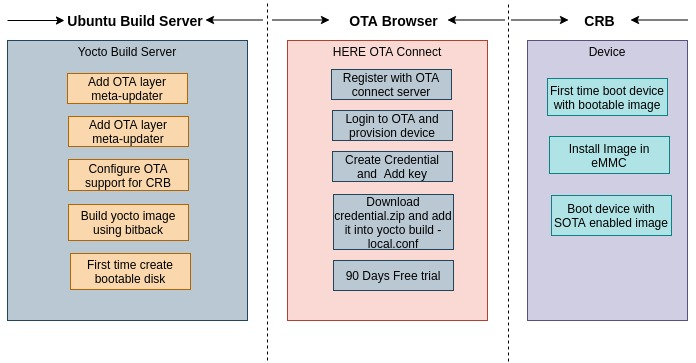 Ubuntu Build Server
OTA Browser
CRB
Yocto Build Server
Add OTA layer
meta-updater
Add OTA layer
meta-updater
Configure OTA
support for CRB
Build yocto image
using bitback
First time create
bootable disk
HERE OTA Connect
Register with OTA
connect server
Login to OTA and
provision device
Create Credential
and Add key
Download
credential.zip and add
it into yocto build -
local.conf
90 Days Free trial
Device
First time boot device
with bootable image
Install Image in
eMMC
Boot device with
SOTA enabled image